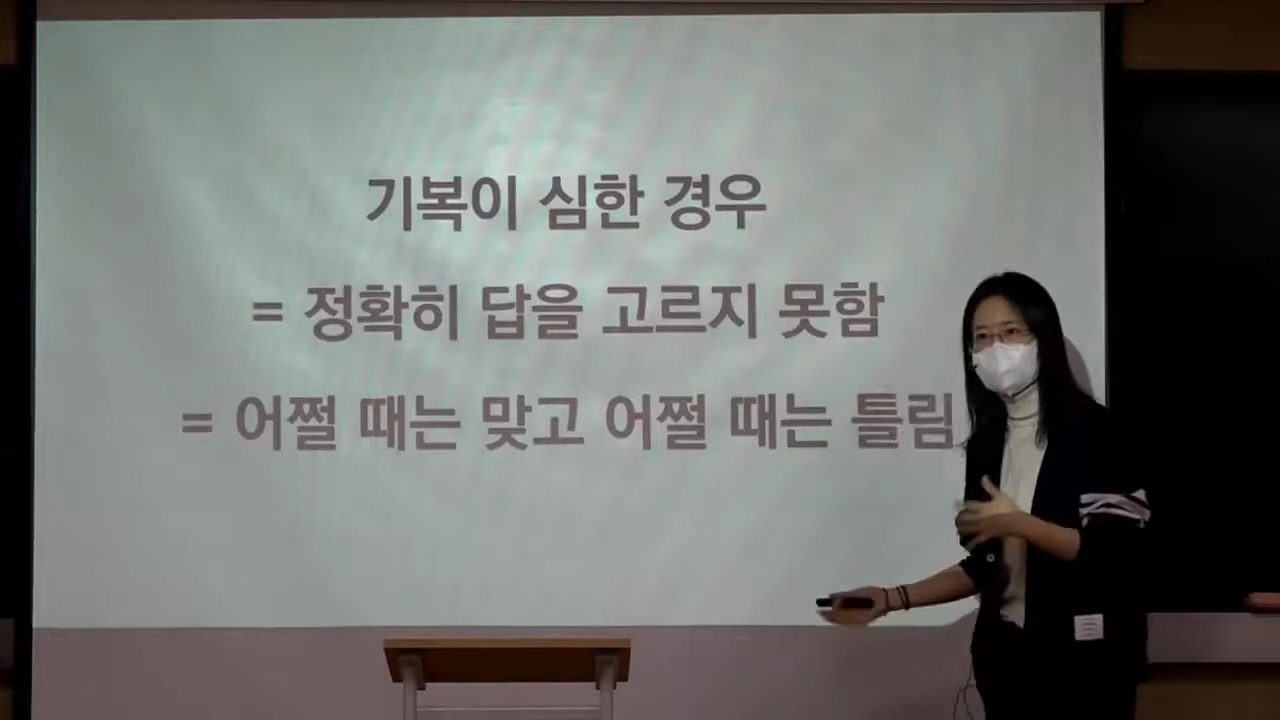 기복이 심한 경우
= 정확히 답을 고르지 못함
= 어쩔 때는 맞고 어쩔 때는 틀림